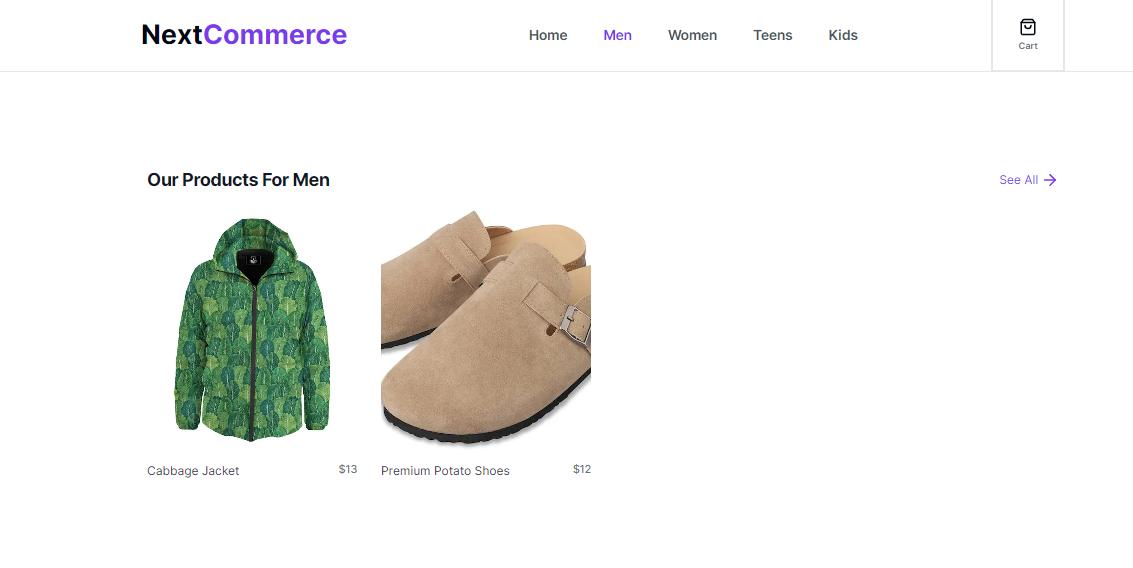 NextCommerce
Home Men Women Teens Kids
Cart
Our Products For Men
See All
Cabbage Jacket $13
Premium Potato Shoes $12